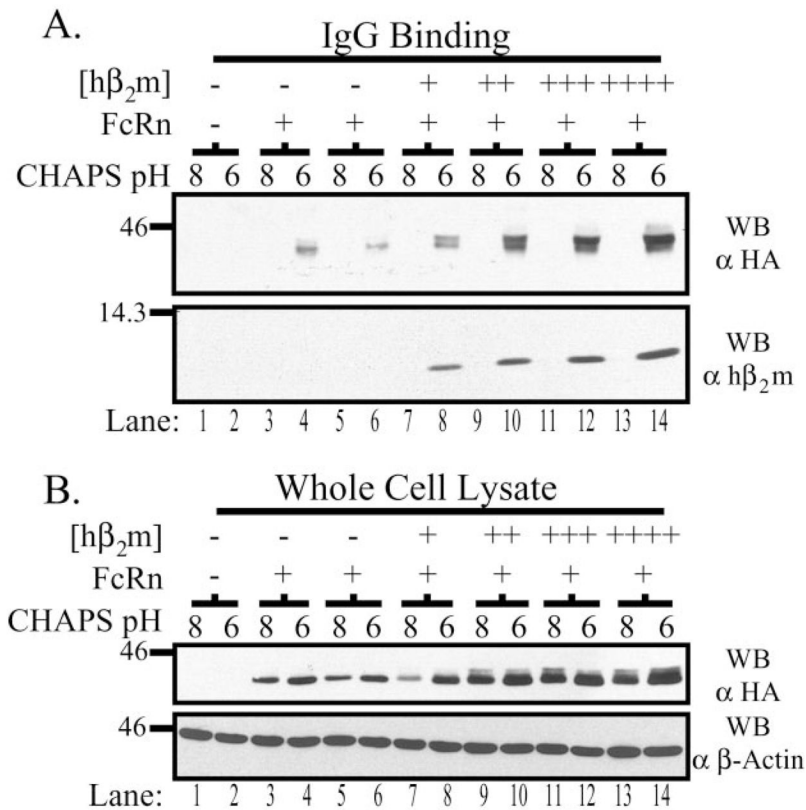 A.
IgG Binding
[hβ₂m] - - - + ++ +++ ++++
FcRn - + + + + + +
CHAPS pH 8 6 8 6 8 6 8 6 8 6 8 6 8 6
46
WB
α HA
14.3
WB
α hβ₂m
Lane: 1 2 3 4 5 6 7 8 9 10 11 12 13 14
B.
Whole Cell Lysate
[hβ₂m] - - - + ++ +++ ++++
FcRn - + + + + + +
CHAPS pH 8 6 8 6 8 6 8 6 8 6 8 6 8 6
46
WB
α HA
46
WB
α β-Actin
Lane: 1 2 3 4 5 6 7 8 9 10 11 12 13 14